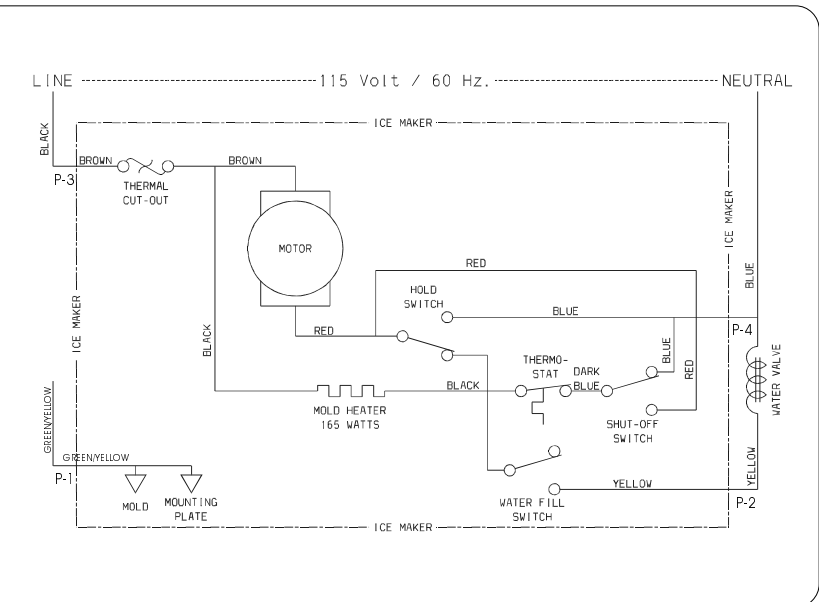 LINE 115 Volt / 60 Hz. NEUTRAL
BLACK
ICE MAKER
BROWN
BROWN
P-3
THERMAL
CUT-OUT
ICE MAKER
MOTOR
RED
BLUE
HOLD
SWITCH
BLUE
P-4
RED
ICE MAKER
BLACK
BLUE
RED
WATER VALVE
THERMO-
STAT
DARK
BLUE
BLACK
MOLD HEATER
165 WATTS
SHUT-OFF
SWITCH
GREEN/YELLOW
GREEN/YELLOW
P-1
MOLD
MOUNTING
PLATE
YELLOW
YELLOW
WATER FILL
SWITCH
P-2
ICE MAKER